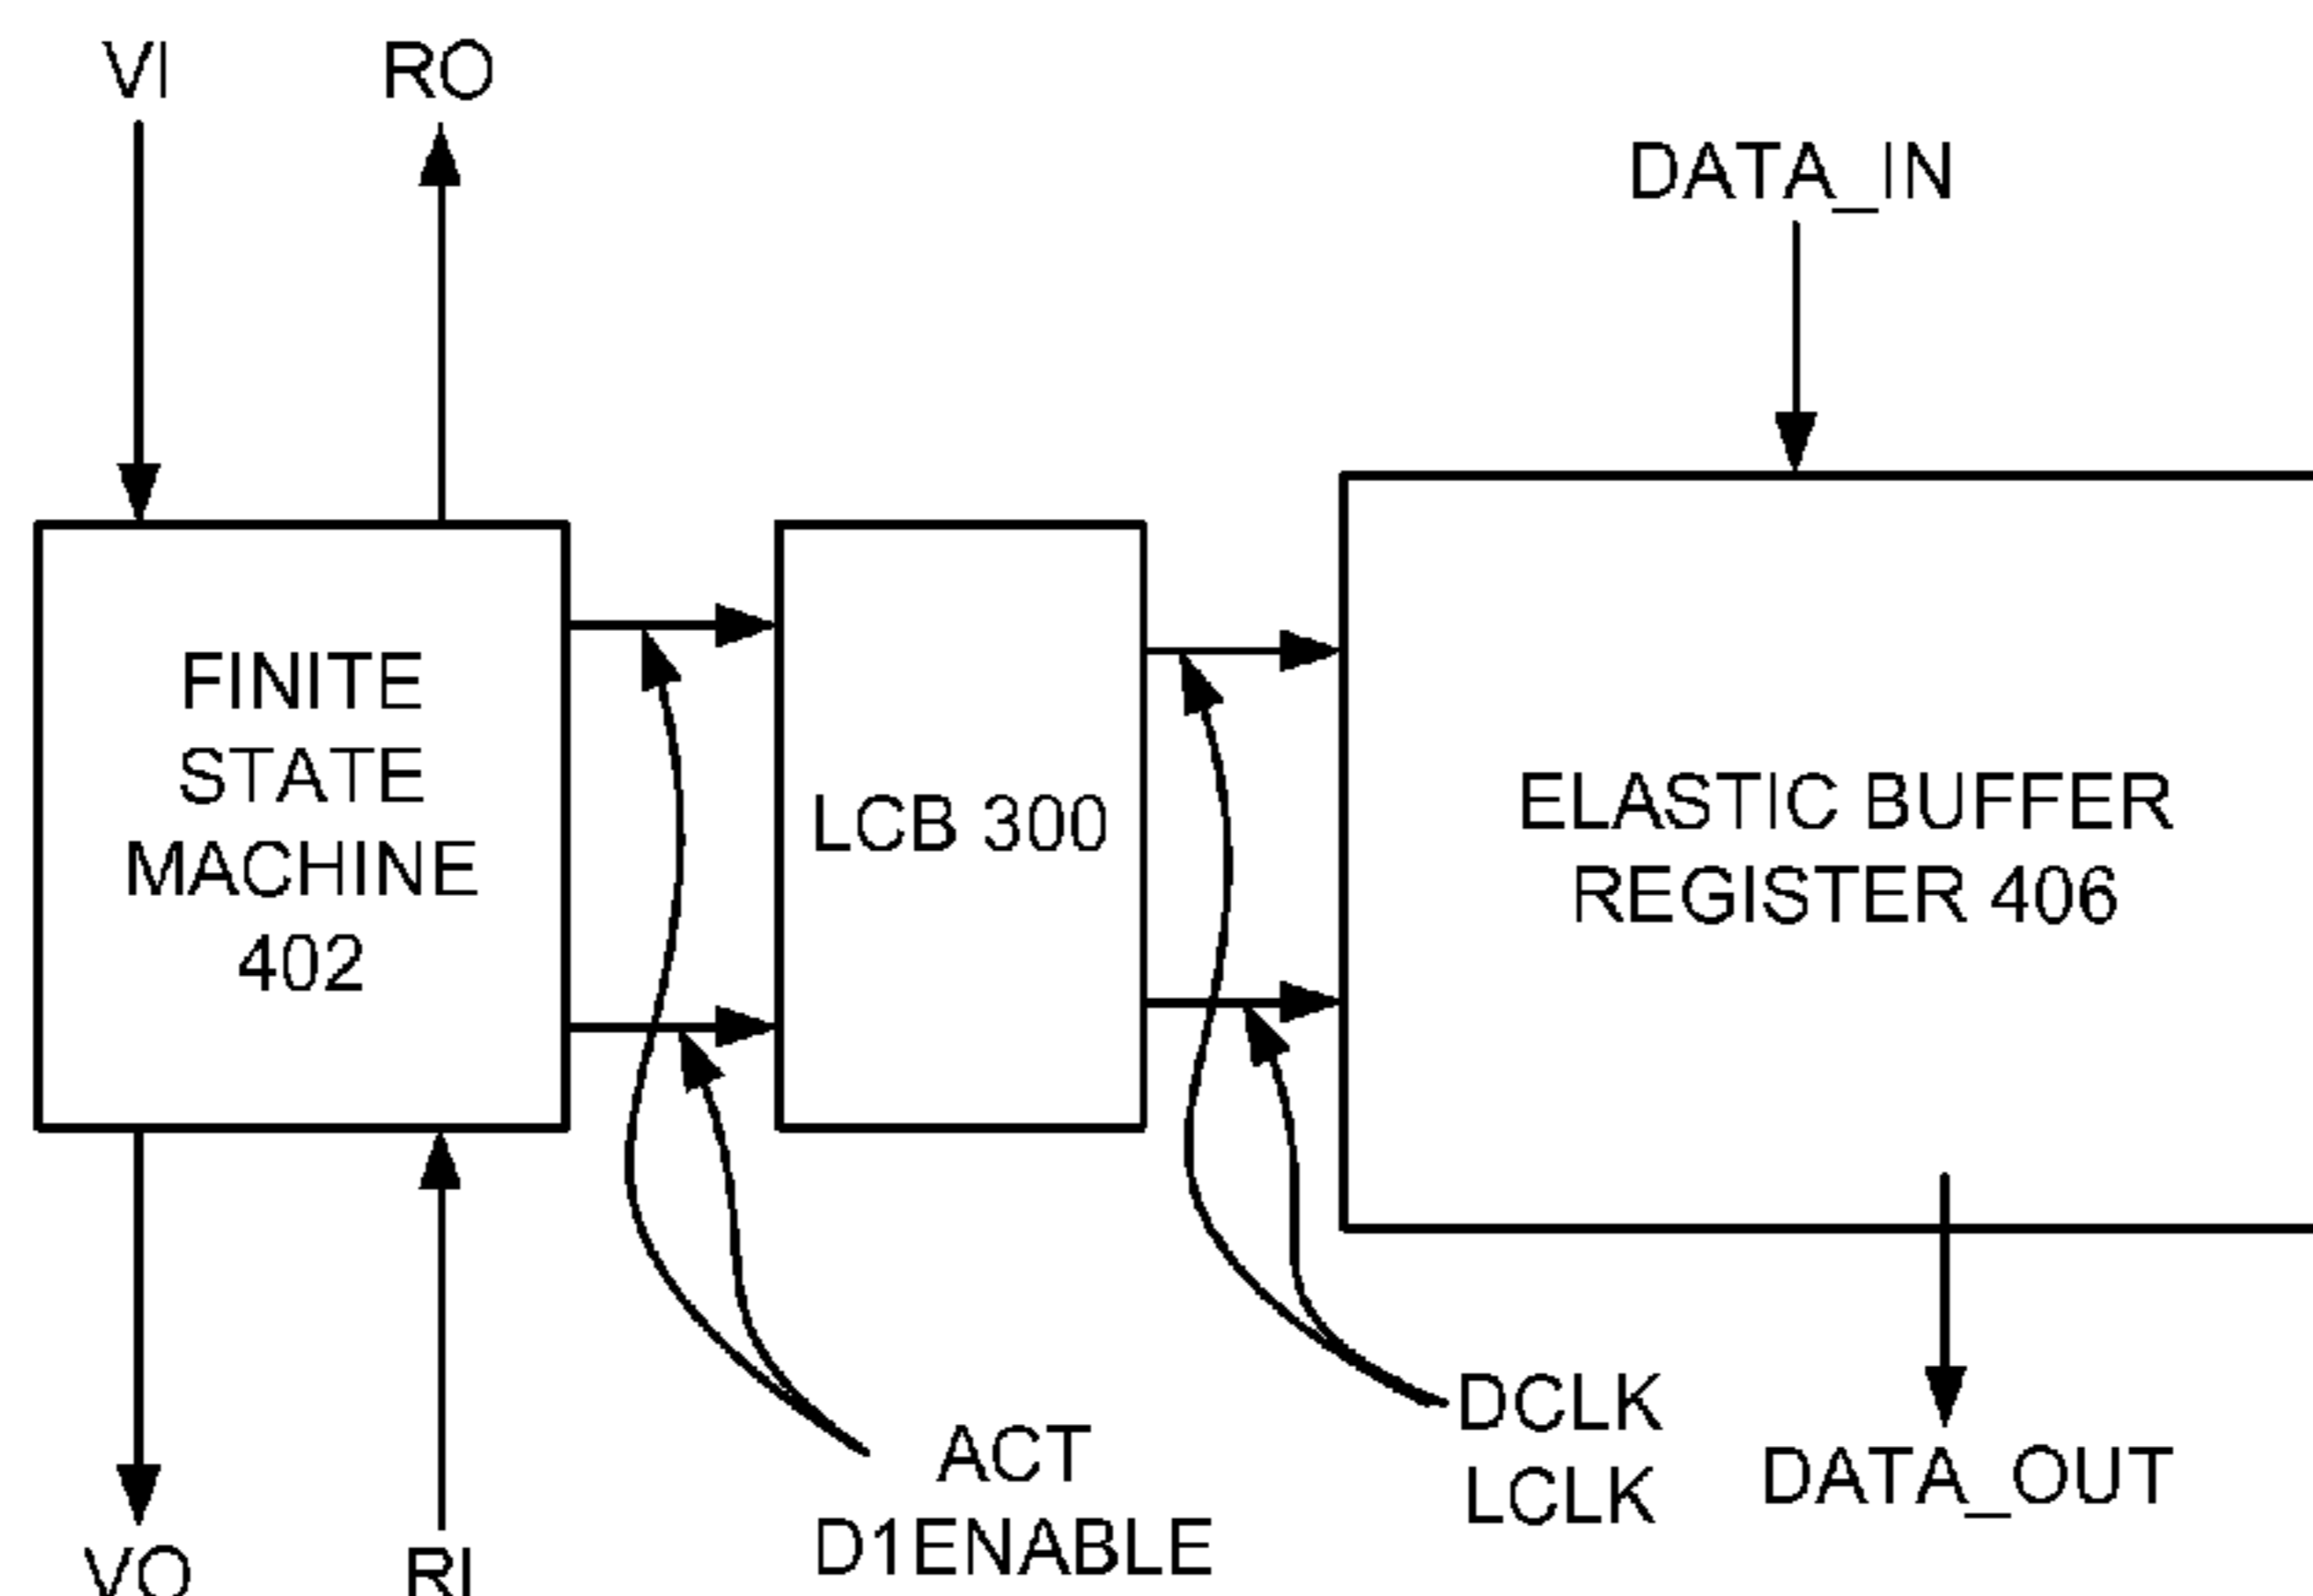 VI
RO
DATA_IN
FINITE
STATE
MACHINE
402
LCB 300
ELASTIC BUFFER
REGISTER 406
ACT
D1ENABLE
DCLK
LCLK
DATA_OUT
VO
RI